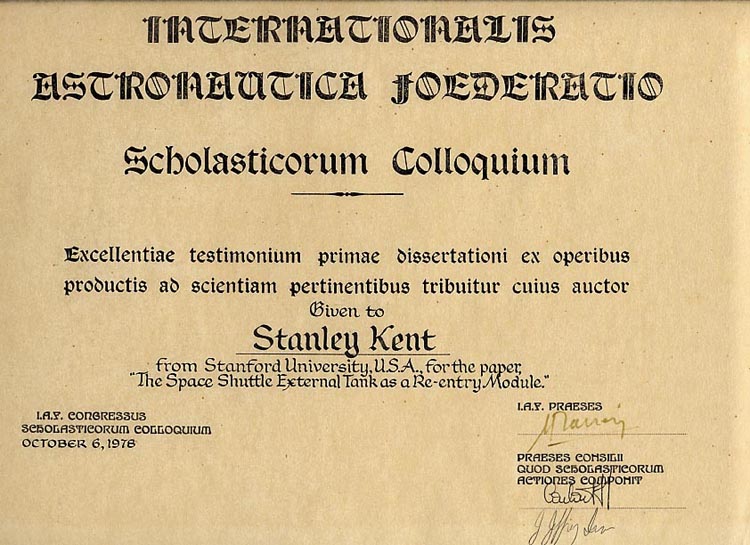 INTERNATIONALIS
ASTRONAUTICA FOEDERATIO
Scholasticorum Colloquium
Excellentiae testimonium primae dissertationi ex operibus
productis ad scientiam pertinentibus tribuitur cuius auctor
Given to
Stanley Kent
from Stanford University, U.S.A., for the paper,
"The Space Shuttle External Tank as a Re-entry Module."
I.A.F. CONGRESSUS
SCHOLASTICORUM COLLOQUIUM
OCTOBER 6, 1978
I.A.F. PRAESES
PRAESES CONSILII
QUOD SCHOLASTICORUM
ACTIONES COMPONIT